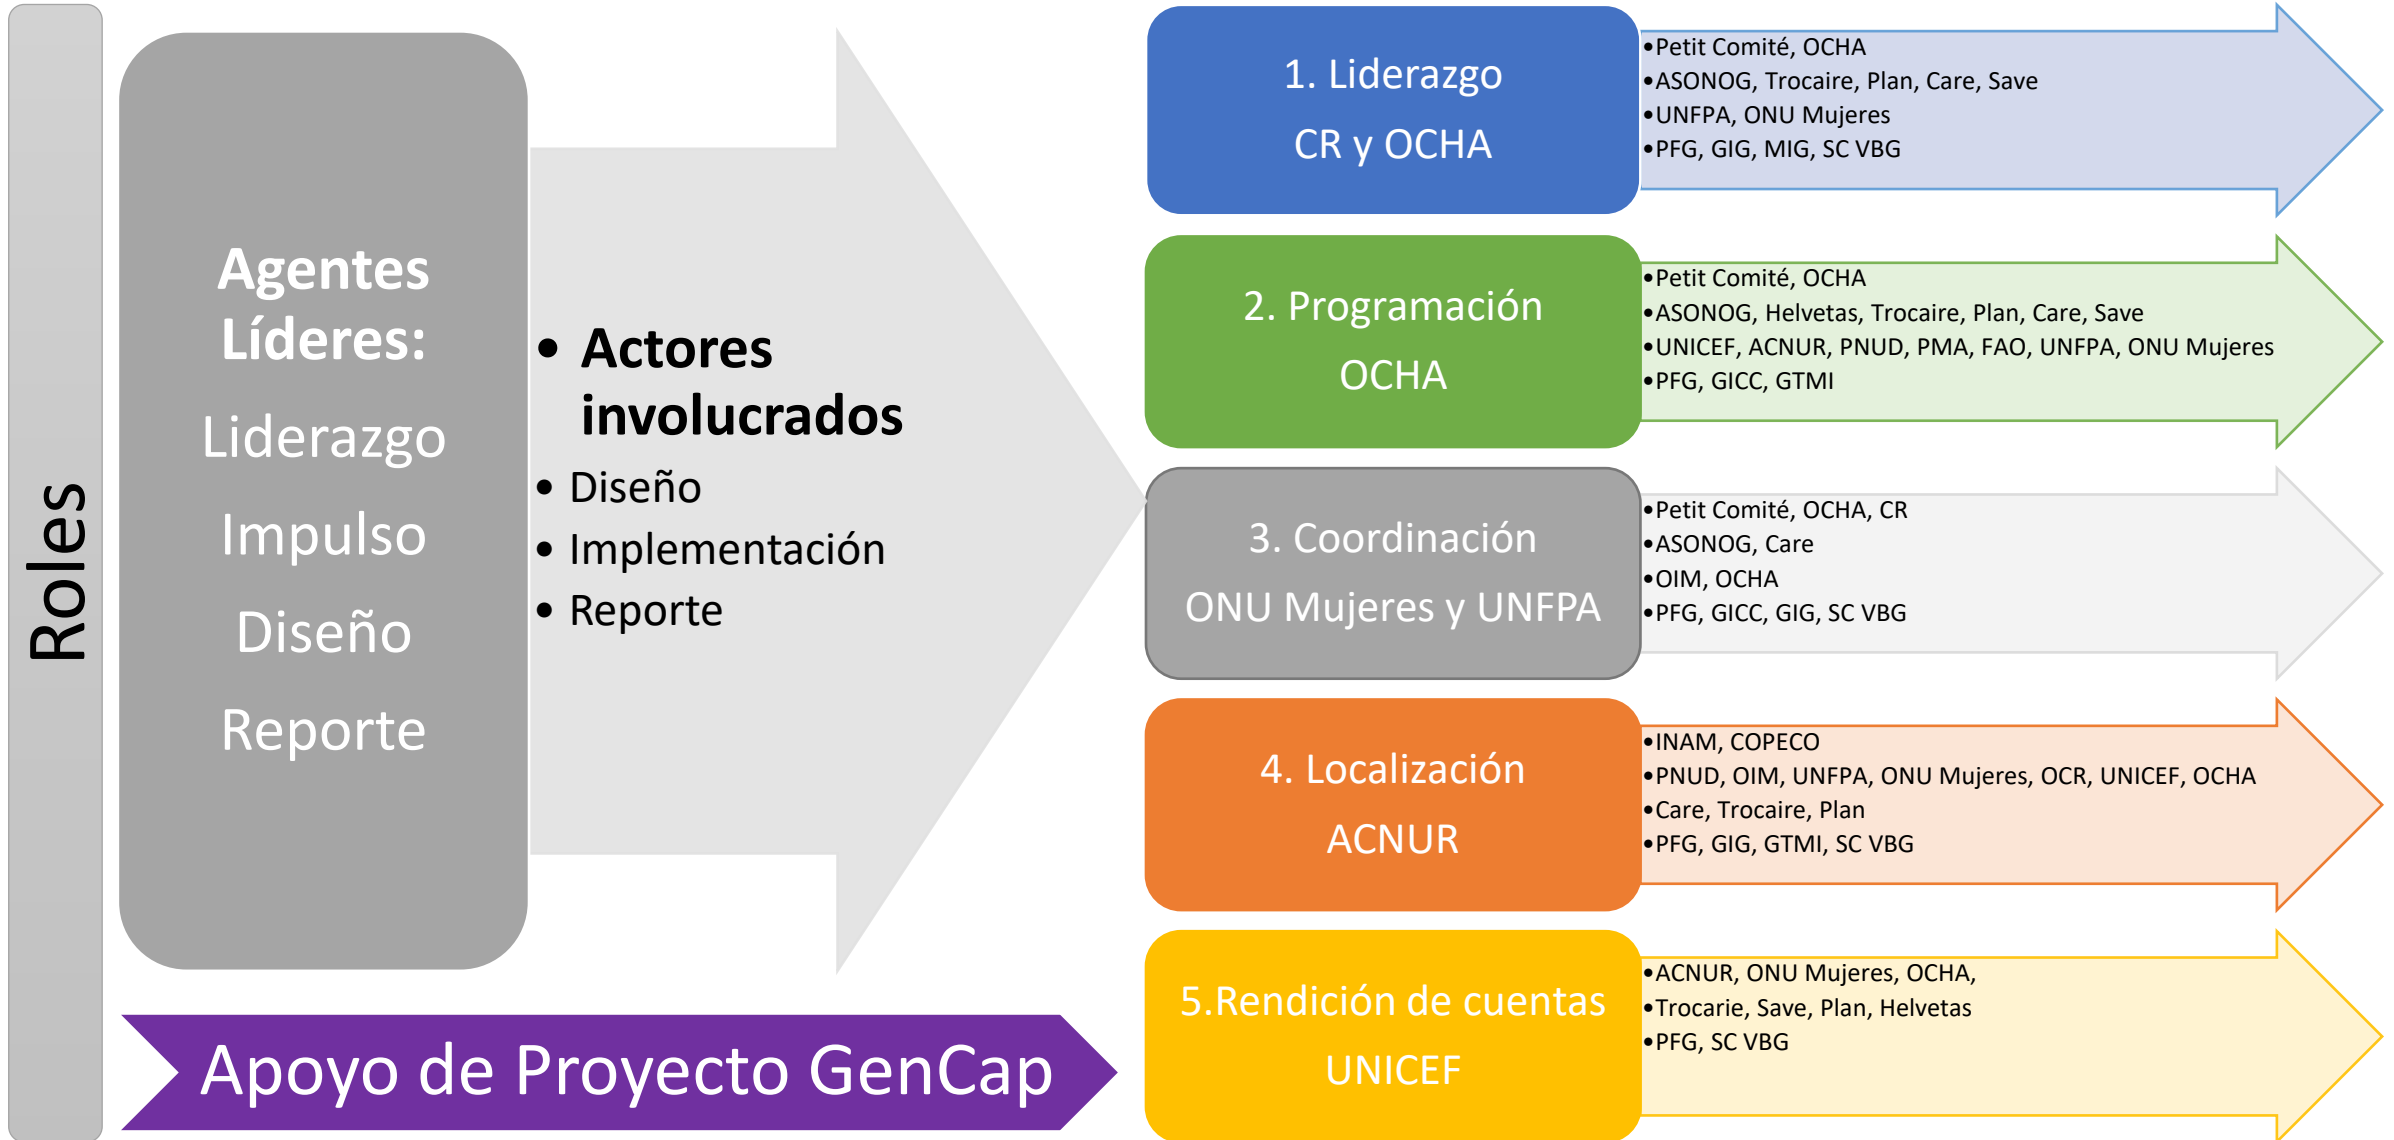 Roles
Agentes
Líderes:
Liderazgo
Impulso
Diseño
Reporte
• Actores
involucrados
• Diseño
• Implementación
• Reporte
Apoyo de Proyecto GenCap
1. Liderazgo
CR y OCHA
•Petit Comité, OCHA
•ASONOG, Trocaire, Plan, Care, Save
•UNFPA, ONU Mujeres
•PFG, GIG, MIG, SC VBG
2. Programación
OCHA
•Petit Comité, OCHA
•ASONOG, Helvetas, Trocaire, Plan, Care, Save
•UNICEF, ACNUR, PNUD, PMA, FAO, UNFPA, ONU Mujeres
•PFG, GICC, GTMI
3. Coordinación
ONU Mujeres y UNFPA
•Petit Comité, OCHA, CR
•ASONOG, Care
•OIM, OCHA
•PFG, GICC, GIG, SC VBG
4. Localización
ACNUR
•INAM, COPECO
•PNUD, OIM, UNFPA, ONU Mujeres, OCR, UNICEF, OCHA
•Care, Trocaire, Plan
•PFG, GIG, GTMI, SC VBG
5.Rendición de cuentas
UNICEF
•ACNUR, ONU Mujeres, OCHA,
•Trocarie, Save, Plan, Helvetas
•PFG, SC VBG